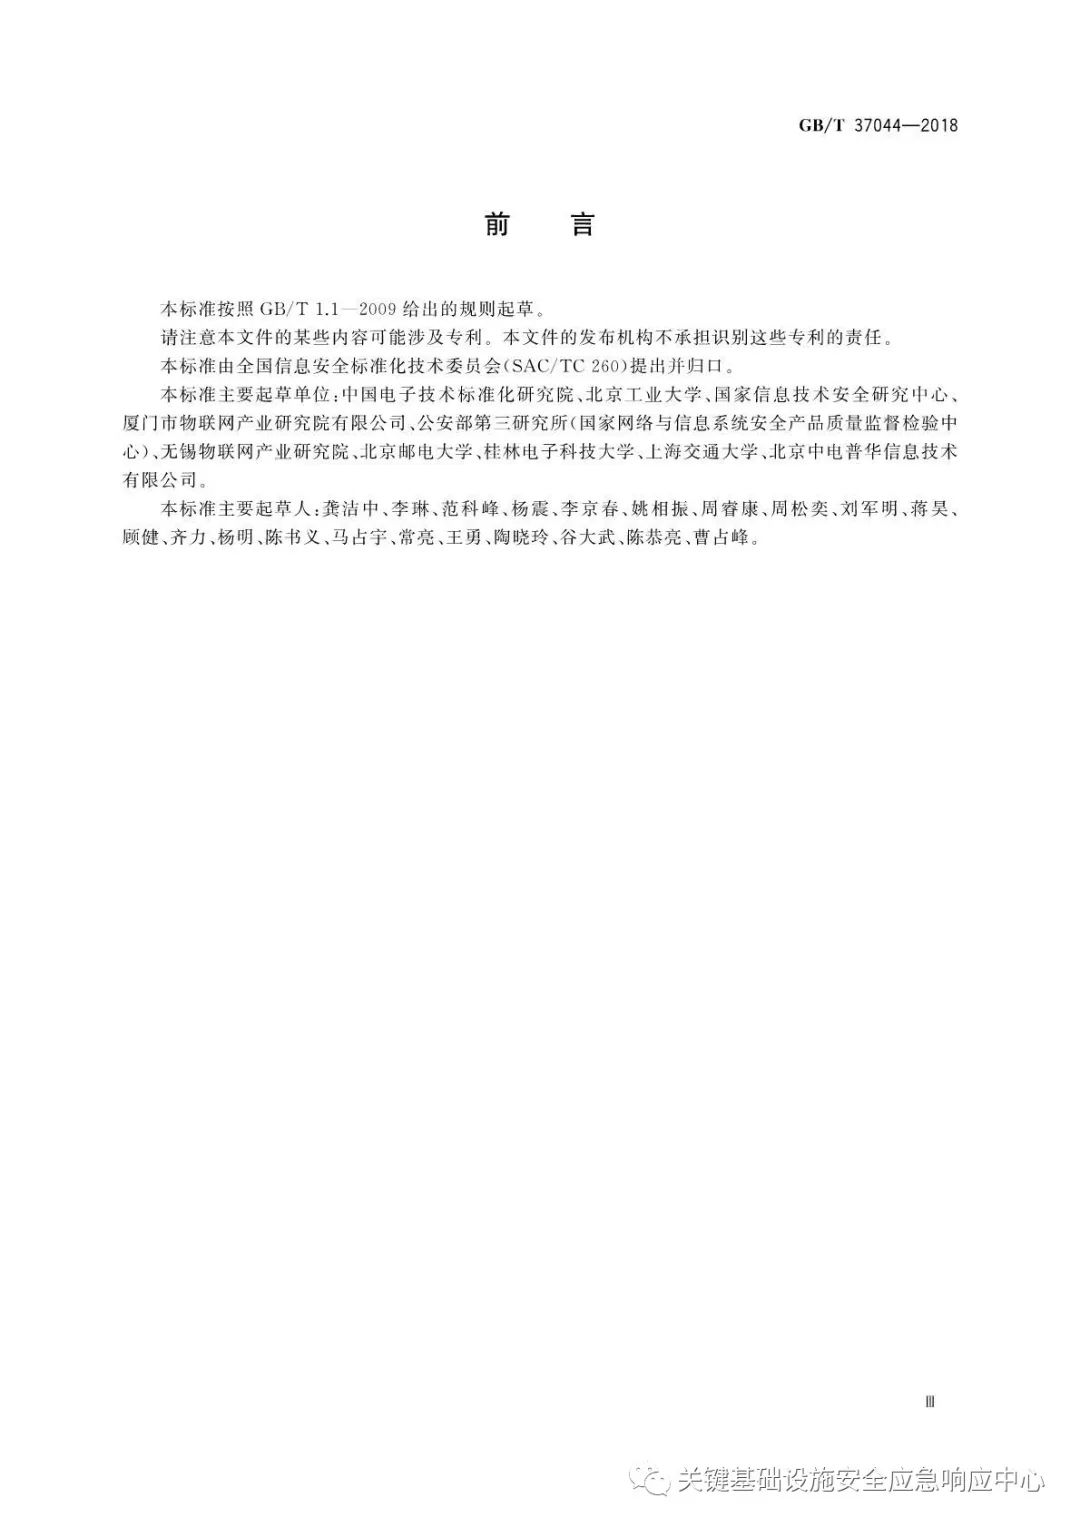 GB/T 37044—2018
前 言
本标准按照 GB/T 1.1—2009 给出的规则起草。
请注意本文件的某些内容可能涉及专利。本文件的发布机构不承担识别这些专利的责任。
本标准由全国信息安全标准化技术委员会(SAC/TC 260)提出并归口。
本标准主要起草单位:中国电子技术标准化研究院、北京工业大学、国家信息技术安全研究中心、
厦门市物联网产业研究院有限公司、公安部第三研究所(国家网络与信息系统安全产品质量监督检验中
心)、无锡物联网产业研究院、北京邮电大学、桂林电子科技大学、上海交通大学、北京中电普华信息技术
有限公司。
本标准主要起草人:龚洁中、李琳、范科峰、杨震、李京春、姚相振、周睿康、周松奕、刘军明、蒋昊、
顾健、齐力、杨明、陈书义、马占宇、常亮、王勇、陶晓玲、谷大武、陈恭亮、曹占峰。
Ⅲ
关键基础设施安全应急响应中心